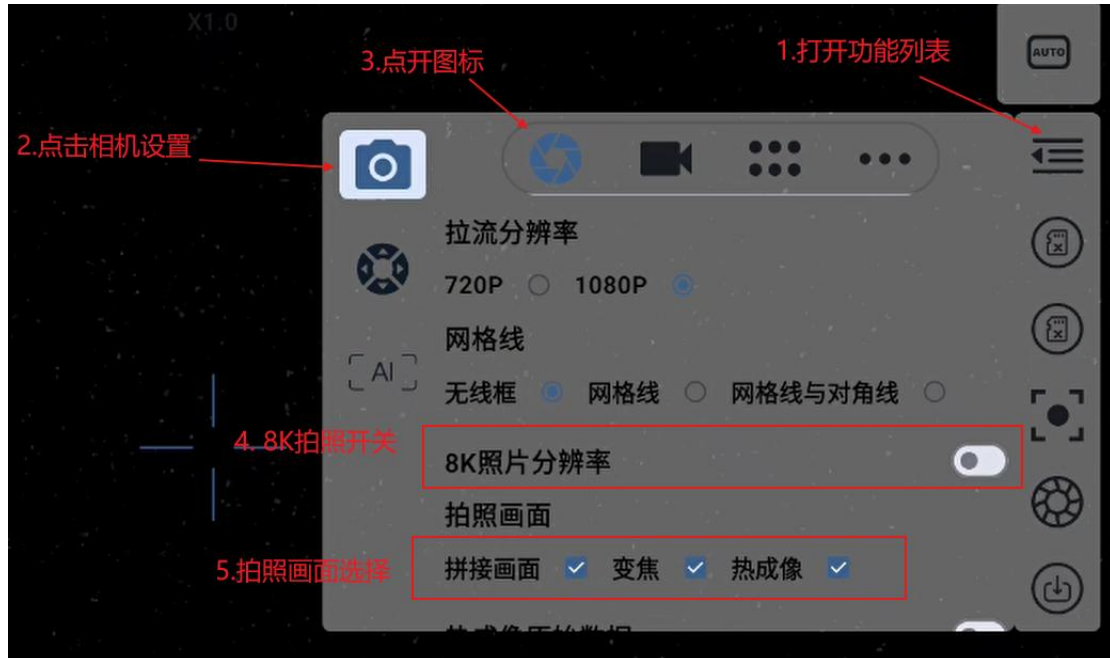 X1.0
3.点开图标
1.打开功能列表
AUTO
2.点击相机设置
拉流分辨率
720P 1080P
网格线
AI
无线框 网格线 网格线与对角线
4. 8K拍照开关
8K照片分辨率
拍照画面
5.拍照画面选择
拼接画面 变焦 热成像